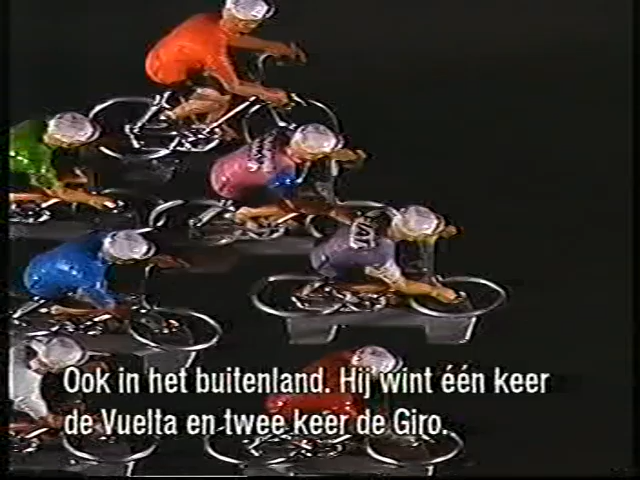 Ook in het buitenland. Hij wint één keer
de Vuelta en twee keer de Giro.